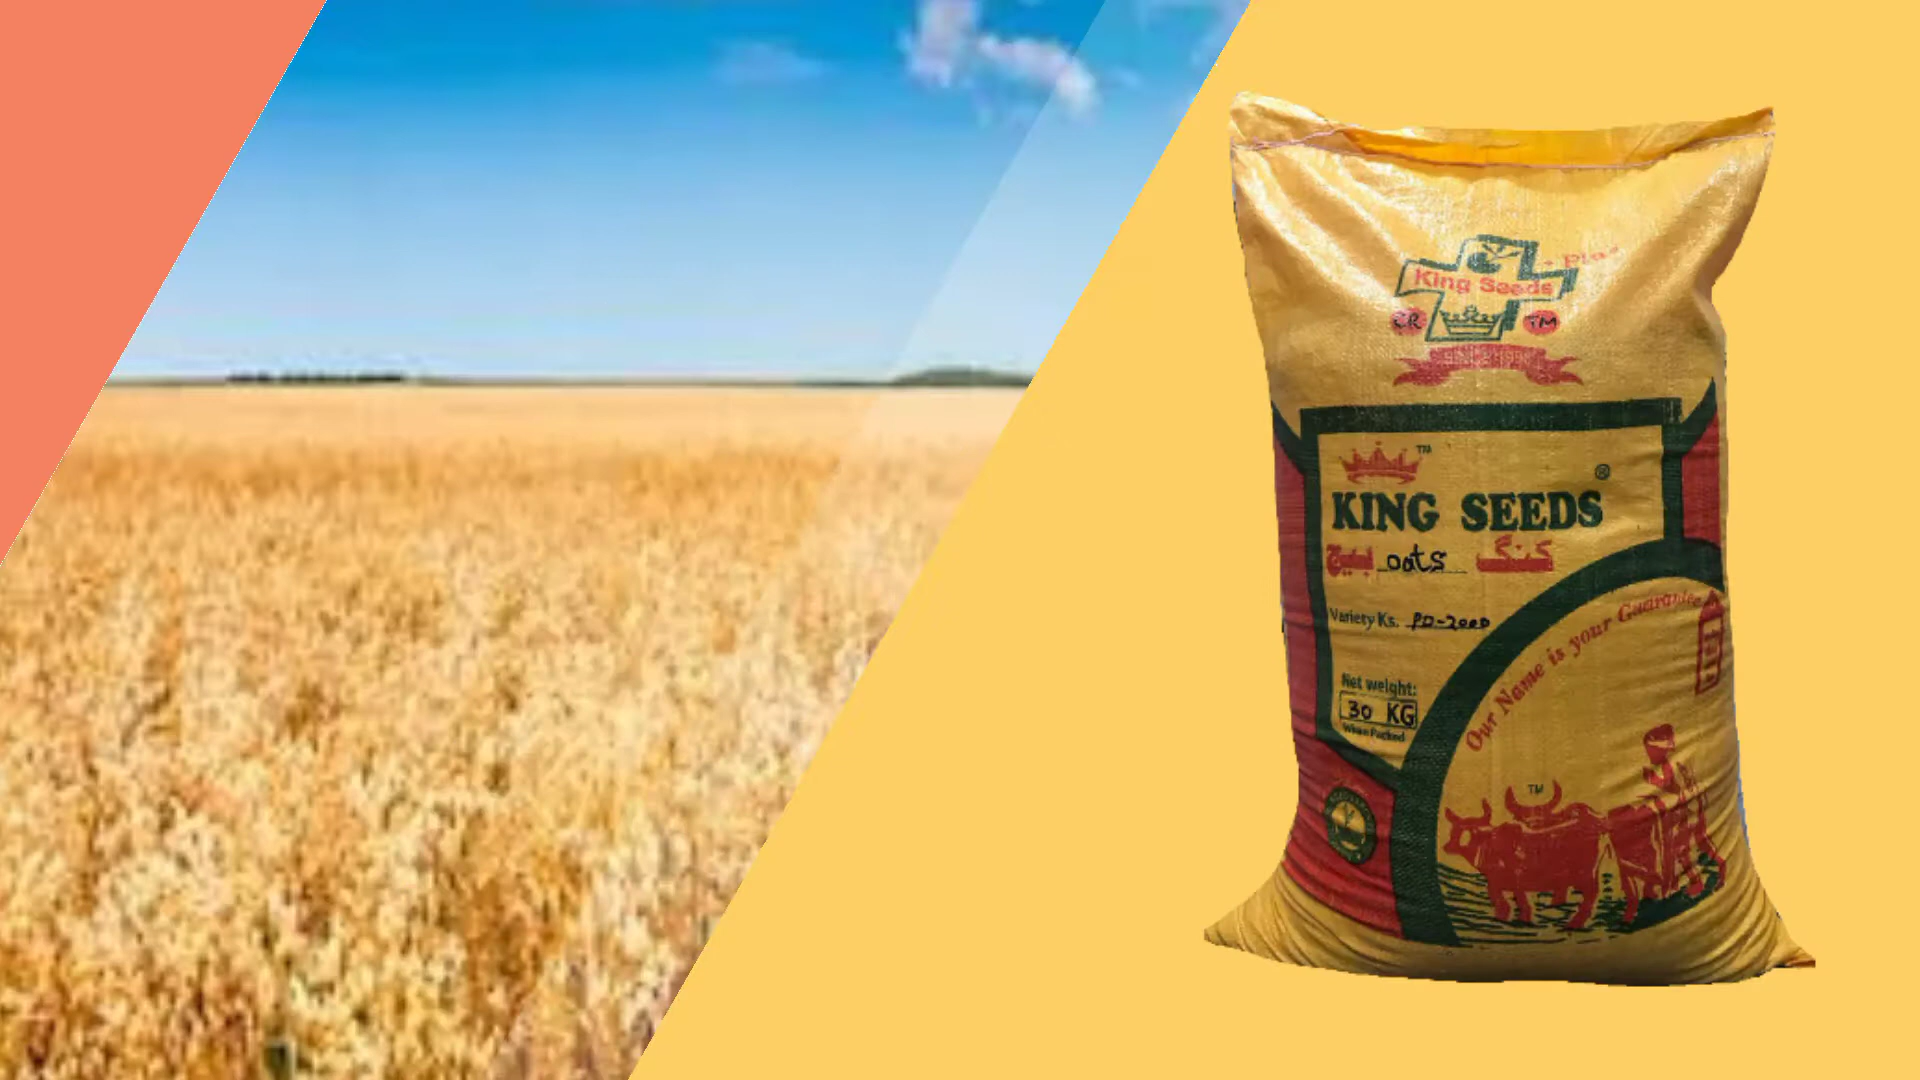 + Plus
King Seeds
CR TM
TM
®
KING SEEDS
بیج oats کنگ
Variety Ks. PD-2000
Net weight:
30 KG
When Packed
Our Name is your Guarantee
TM